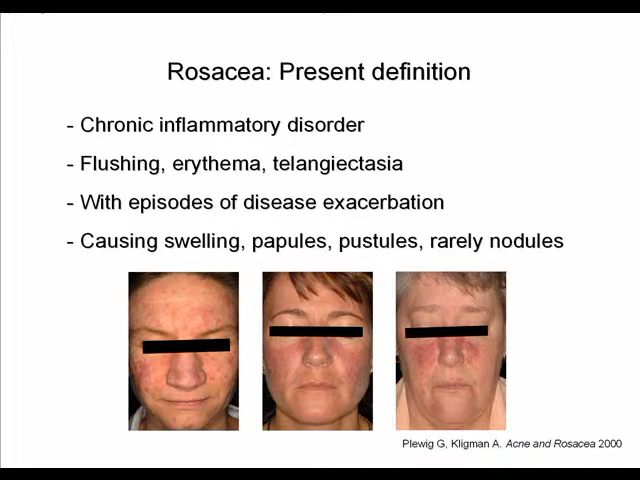 Rosacea: Present definition
- Chronic inflammatory disorder
- Flushing, erythema, telangiectasia
- With episodes of disease exacerbation
- Causing swelling, papules, pustules, rarely nodules
Plewig G, Kligman A. Acne and Rosacea 2000